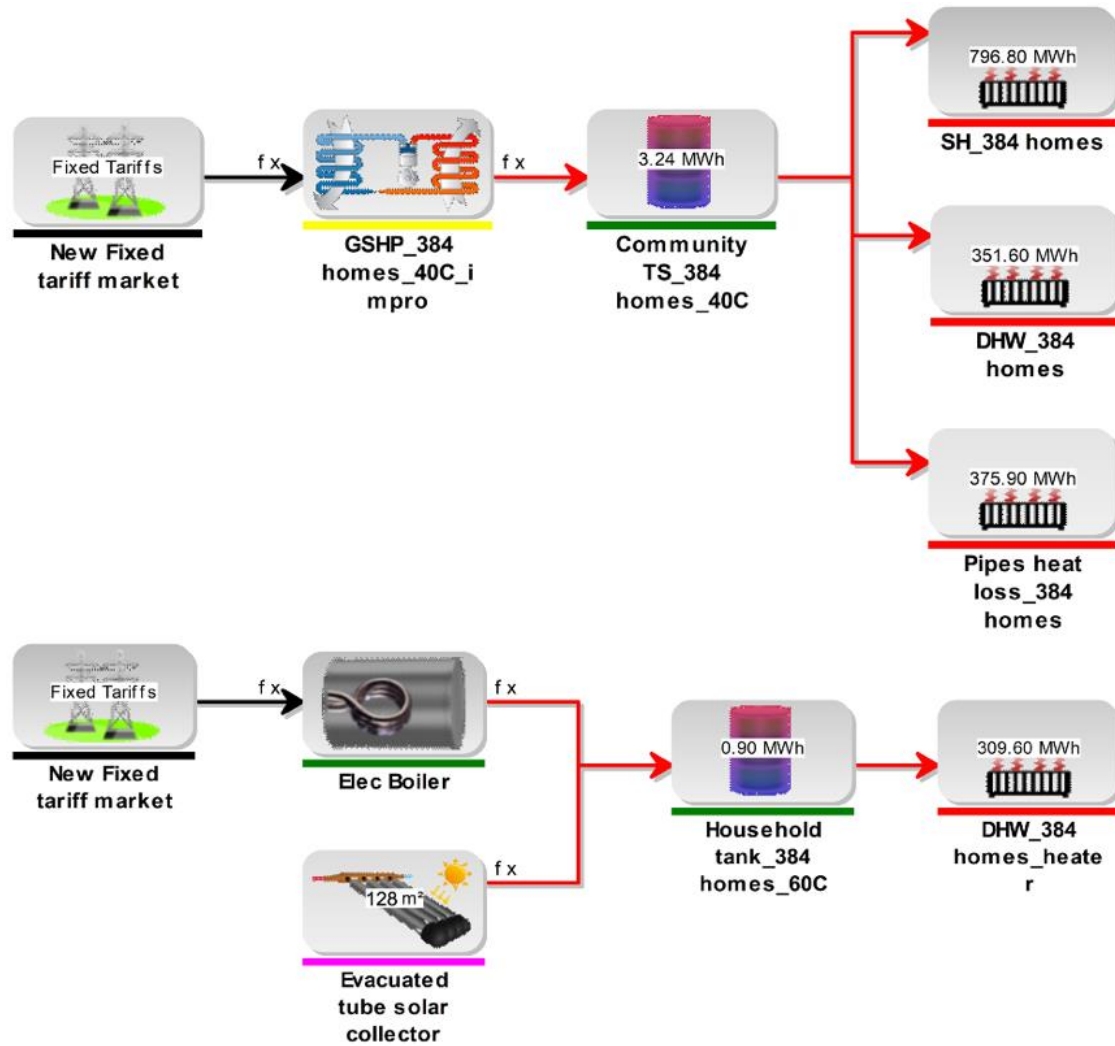 Fixed Tariffs
New Fixed
tariff market
f x
GSHP_384
homes_40C_i
mpro
f x
3.24 MWh
Community
TS_384
homes_40C
796.80 MWh
SH_384 homes
351.60 MWh
DHW_384
homes
375.90 MWh
Pipes heat
loss_384
homes
Fixed Tariffs
New Fixed
tariff market
f x
Elec Boiler
f x
128 m²
Evacuated
tube solar
collector
f x
0.90 MWh
Household
tank_384
homes_60C
309.60 MWh
DHW_384
homes_heate
r